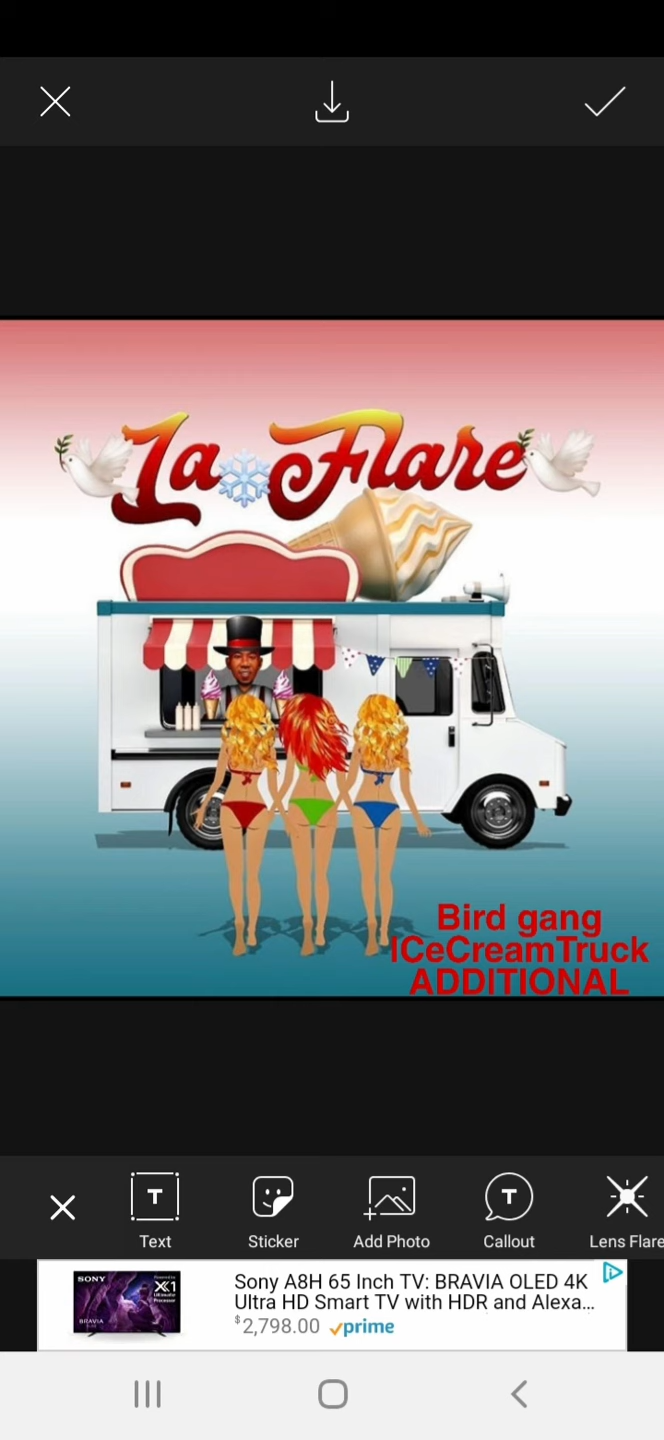 La Flare
Bird gang
ICeCreamTruck
ADDITIONAL
Text
Sticker
Add Photo
Callout
Lens Flare
SONY
X1
Ultimate
BRAVIA
Sony A8H 65 Inch TV: BRAVIA OLED 4K
Ultra HD Smart TV with HDR and Alexa...
$2,798.00 prime